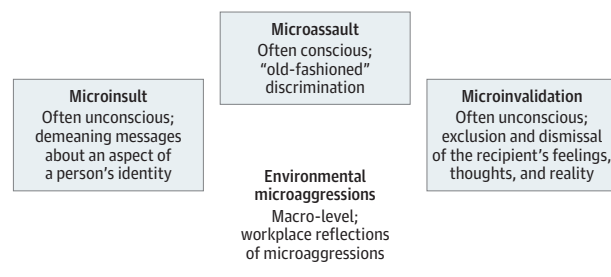 Microassault
Often conscious;
“old-fashioned”
discrimination
Microinsult
Often unconscious;
demeaning messages
about an aspect of
a person’s identity
Microinvalidation
Often unconscious;
exclusion and dismissal
of the recipient’s feelings,
thoughts, and reality
Environmental
microaggressions
Macro-level;
workplace reflections
of microaggressions